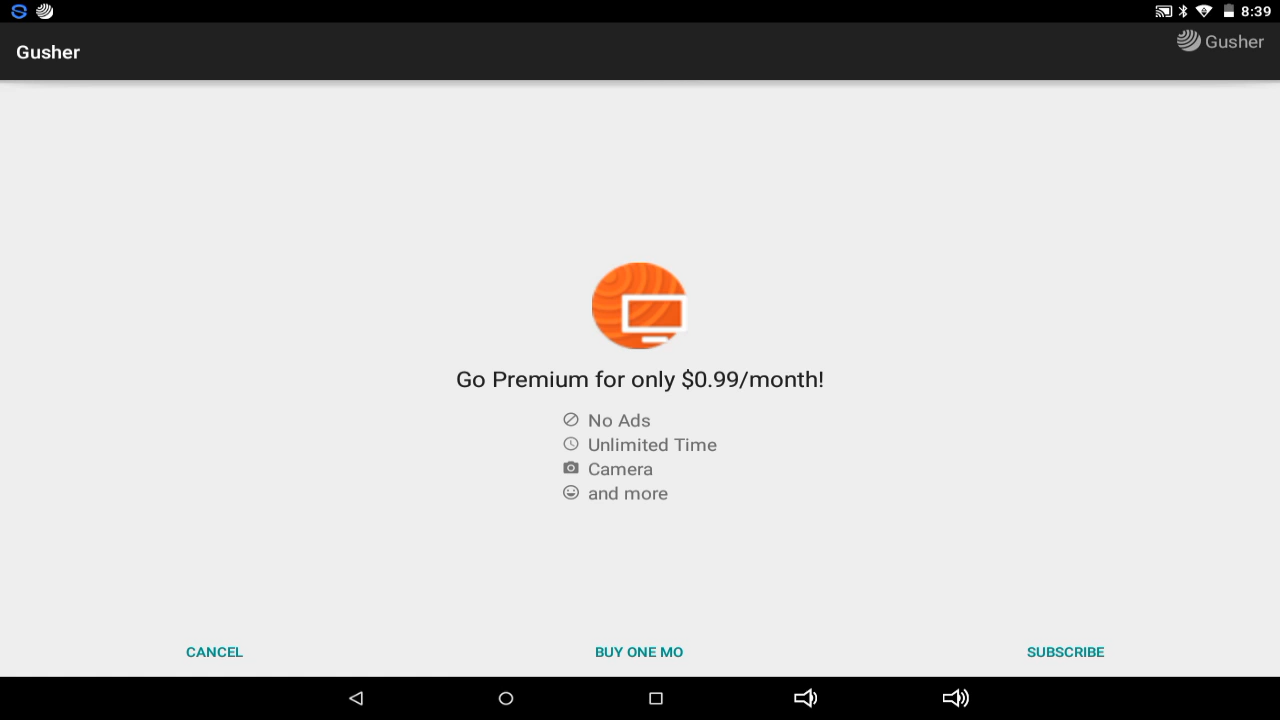 8:39
Gusher
Gusher
Go Premium for only $0.99/month!
No Ads
Unlimited Time
Camera
and more
CANCEL
BUY ONE MO
SUBSCRIBE